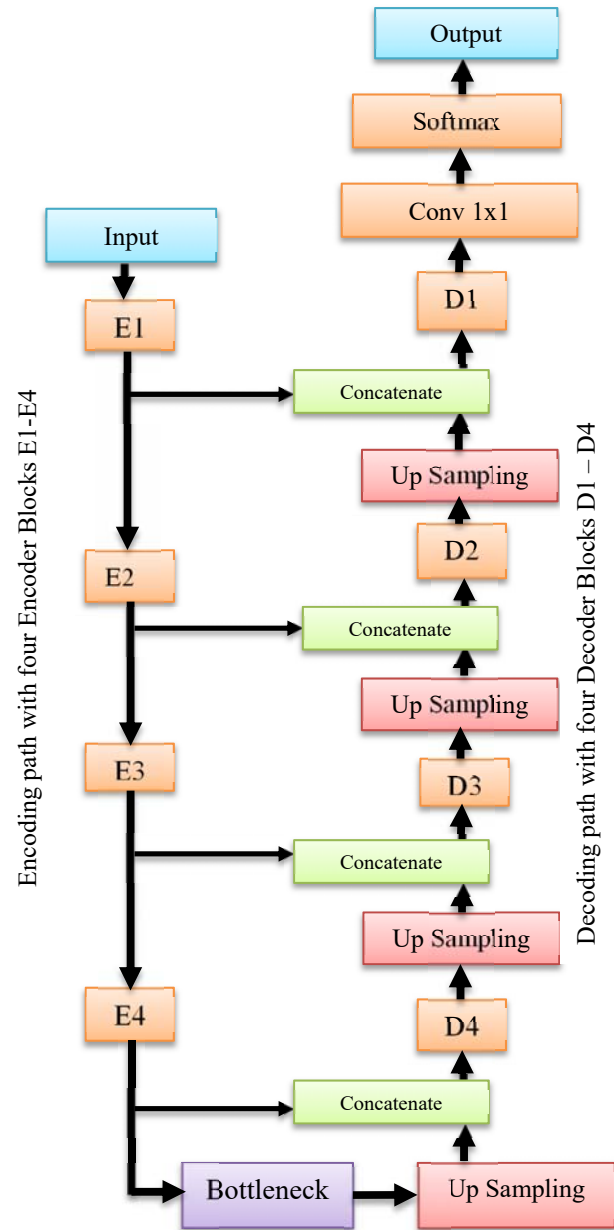 Output
Softmax
Conv 1x1
Input
D1
E1
Concatenate
Up Sampling
D2
E2
Concatenate
Up Sampling
E3
D3
Concatenate
Up Sampling
E4
D4
Concatenate
Bottleneck
Up Sampling
Encoding path with four Encoder Blocks E1-E4
Decoding path with four Decoder Blocks D1 – D4